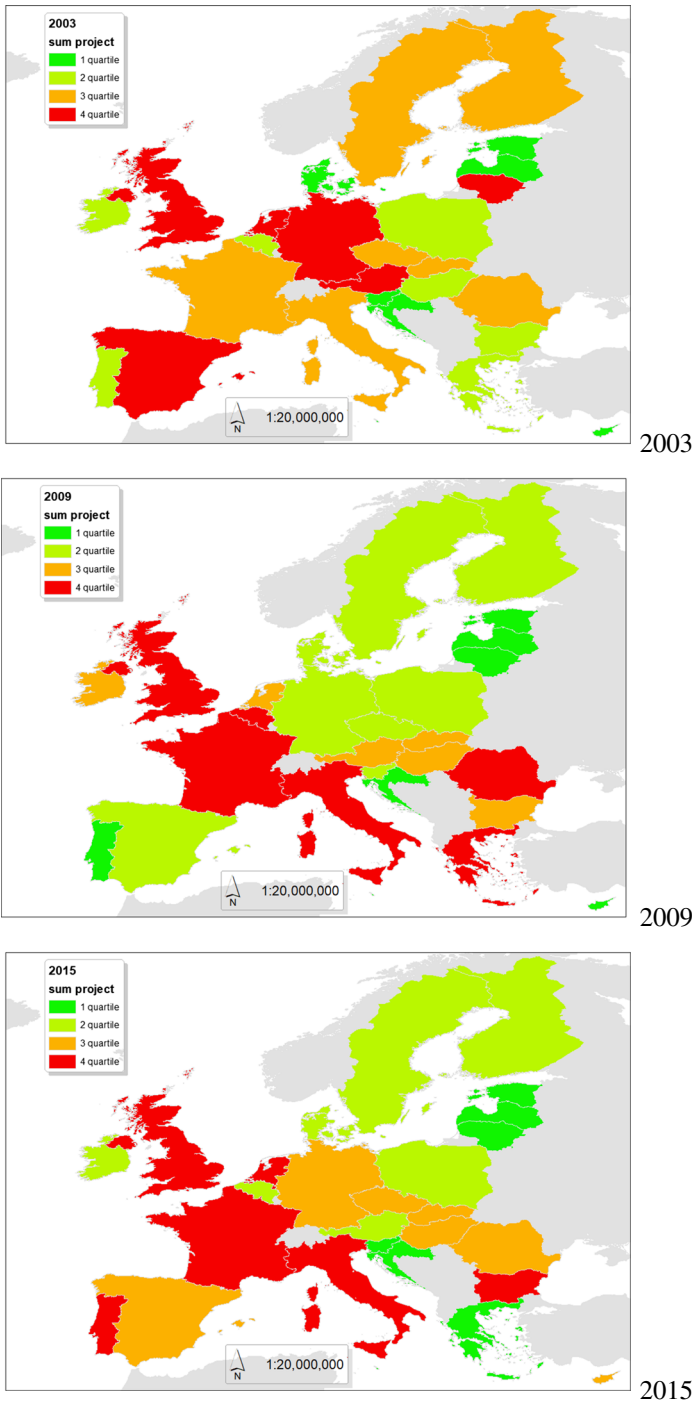 2003
sum project
1 quartile
2 quartile
3 quartile
4 quartile
N
1:20,000,000
2003
2009
sum project
1 quartile
2 quartile
3 quartile
4 quartile
N
1:20,000,000
2009
2015
sum project
1 quartile
2 quartile
3 quartile
4 quartile
N
1:20,000,000
2015